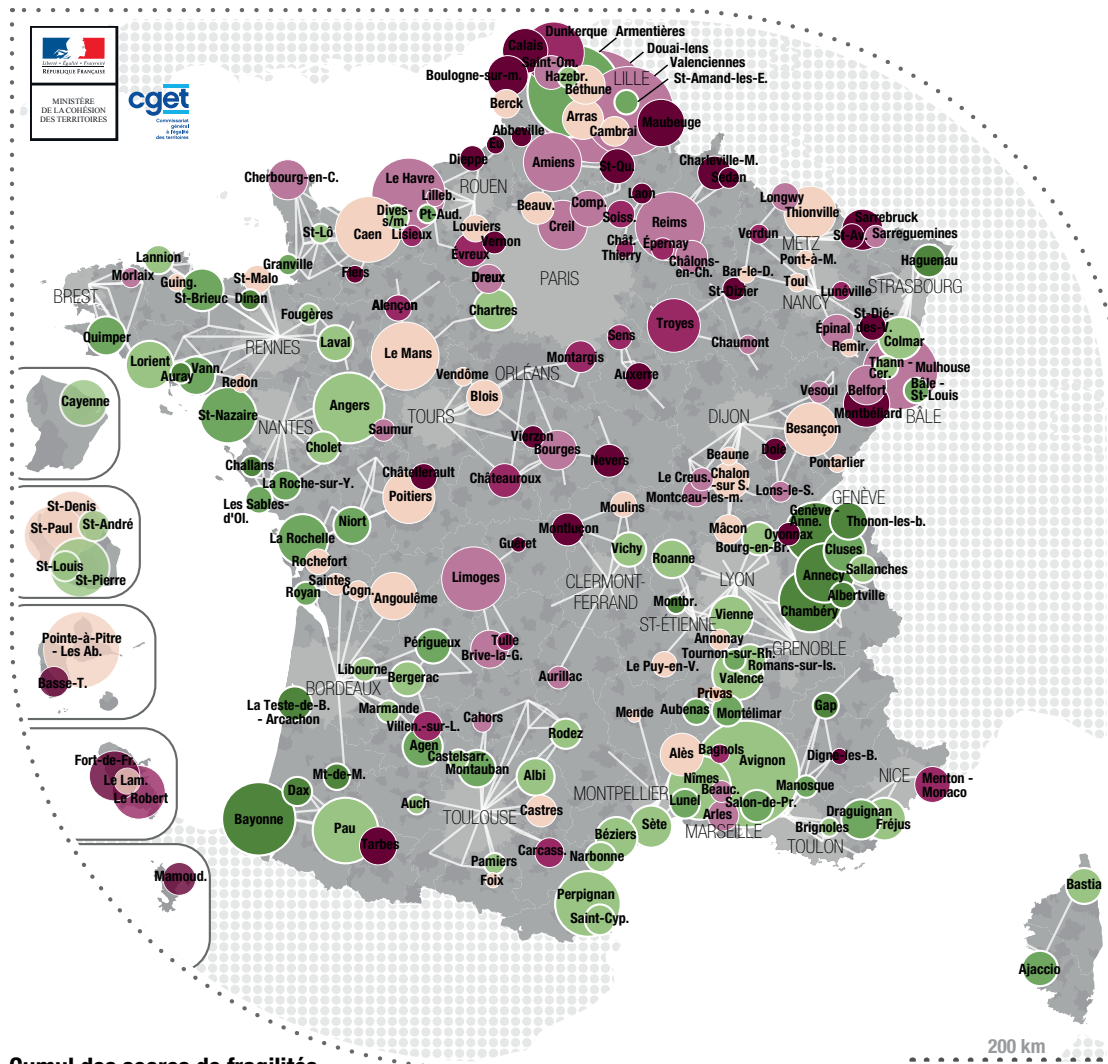 Liberté • Égalité • Fraternité
RÉPUBLIQUE FRANÇAISE
MINISTÈRE
DE LA COHÉSION
DES TERRITOIRES
cget
Commissariat
général
à l'égalité
des territoires
Dunkerque
Armentières
Calais
Douai-lens
Saint-Om.
Valenciennes
Boulogne-sur-m.
Hazebr.
LILLE
St-Amand-les-E.
Béthune
Berck
Arras
Cambrai
Maubeuge
Abbeville
Eu
Dieppe
Amiens
St-Qu.
Charleville-M.
Sedan
Cherbourg-en-C.
Le Havre
ROUEN
Lilleb.
Laon
Longwy
Thionville
Dives-
s/m.
Pt-Aud.
Beauv.
Comp.
Soiss.
Reims
Sarrebruck
St-Lô
Caen
Lisieux
Louviers
Creil
Verdun
St-Av.
Sarreguemines
Vernon
Évreux
Chât.
Thierry
Épernay
METZ
Pont-à-M.
Haguenau
Lannion
Granville
Flers
Dreux
PARIS
Châlons-
en-Ch.
Bar-le-D.
Toul
Morlaix
Guing.
St-Malo
STRASBOURG
BREST
St-Brieuc
Dinan
Alençon
Chartres
St-Dizier
NANCY
Lunéville
Fougères
Troyes
St-Dié-
des-V.
Quimper
RENNES
Laval
Le Mans
Sens
Chaumont
Épinal
Remir.
Colmar
Lorient
Vann.
Auray
Redon
Vendôme
ORLÉANS
Montargis
Auxerre
Thann -
Cer.
Mulhouse
Cayenne
Blois
Vesoul
Belfort
Bâle -
St-Louis
St-Nazaire
NANTES
Angers
TOURS
DIJON
Montbéliard
BÂLE
Saumur
Besançon
Cholet
Vierzon
Bourges
Nevers
Beaune
Dole
Challans
Châtellerault
Châteauroux
Le Creus.
Chalon
-sur S.
Pontarlier
La Roche-sur-Y.
Poitiers
Montceau-les-m.
Lons-le-S.
St-Denis
Les Sables-
d'Ol.
Moulins
GENÈVE
St-Paul
St-André
Niort
Montluçon
Mâcon
Genève -
Anne.
Thonon-les-b.
La Rochelle
Guéret
Vichy
Roanne
Bourg-en-Br.
Oyonnax
Cluses
St-Louis
St-Pierre
Rochefort
Limoges
CLERMONT-
FERRAND
LYON
Annecy
Sallanches
Saintes
Cogn.
Angoulême
Royan
Montbr.
Albertville
ST-ÉTIENNE
Vienne
Chambéry
Pointe-à-Pitre
- Les Ab.
Périgueux
Tulle
Brive-la-G.
Annonay
GRENOBLE
Tournon-sur-Rh.
Libourne
Le Puy-en-V.
Romans-sur-Is.
Basse-T.
BORDEAUX
Bergerac
Aurillac
Valence
La Teste-de-B.
- Arcachon
Marmande
Privas
Villen.-sur-L.
Cahors
Mende
Aubenas
Montélimar
Gap
Rodez
Agen
Castelsarr.
Alès
Bagnols
Avignon
Digne-les-B.
Fort-de-Fr.
Montauban
Mt-de-M.
Albi
NICE
Menton -
Monaco
Le Lam.
Nîmes
Manosque
Le Robert
Dax
MONTPELLIER
Beauc.
Auch
Lunel
Salon-de-Pr.
Bayonne
Pau
TOULOUSE
Castres
Sète
Arles
Draguignan
Béziers
MARSEILLE
Brignoles
Fréjus
Tarbes
Carcass.
Narbonne
TOULON
Pamiers
Foix
Mamoud.
Perpignan
Saint-Cyp.
Bastia
Ajaccio
200 km
Cumul des scores de fragilités